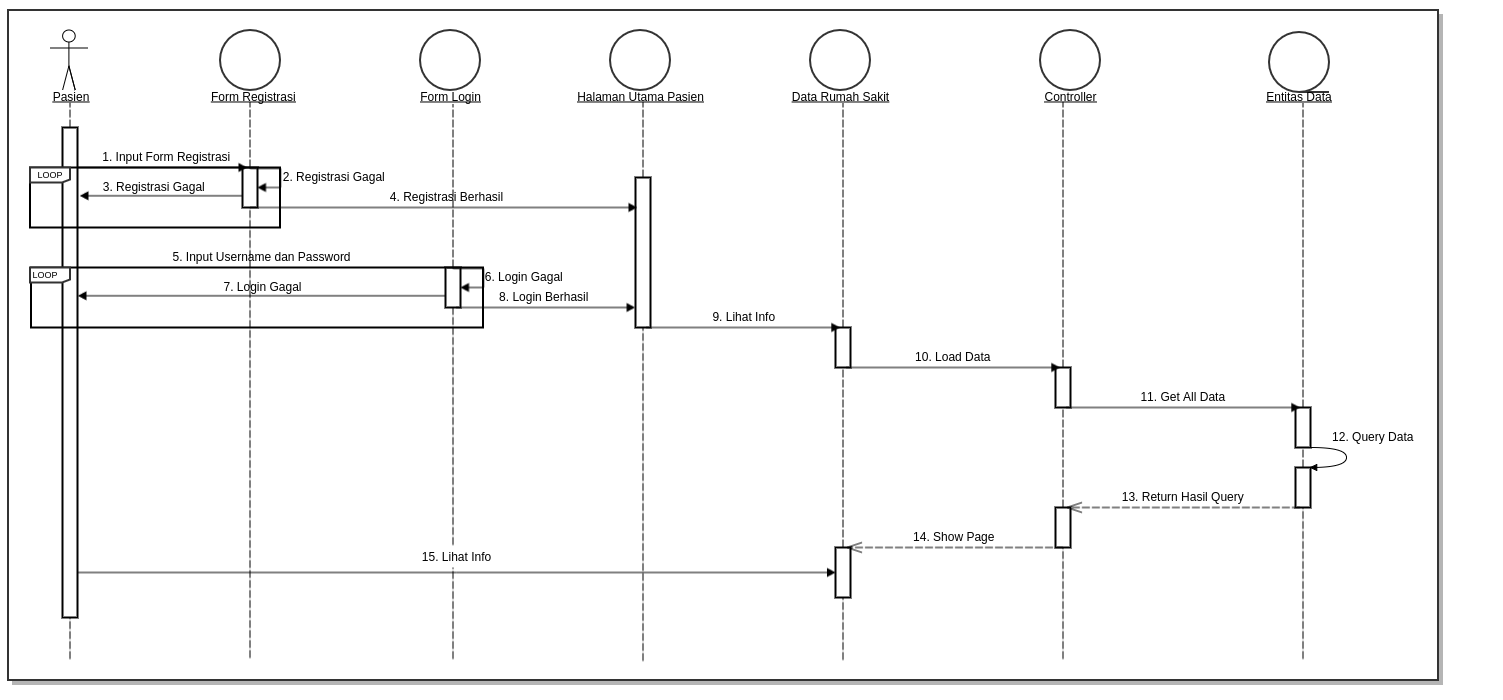 Pasien
Form Registrasi
Form Login
Halaman Utama Pasien
Data Rumah Sakit
Controller
Entitas Data
1. Input Form Registrasi
LOOP
2. Registrasi Gagal
3. Registrasi Gagal
4. Registrasi Berhasil
5. Input Username dan Password
LOOP
6. Login Gagal
7. Login Gagal
8. Login Berhasil
9. Lihat Info
10. Load Data
11. Get All Data
12. Query Data
13. Return Hasil Query
14. Show Page
15. Lihat Info